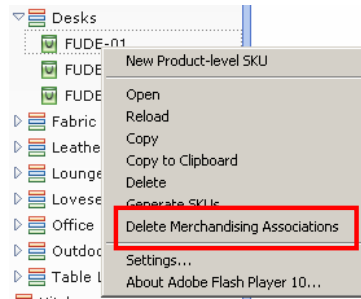 Desks
FUDE-01
New Product-level SKU
FUDE
Open
FUDE
Reload
Fabric
Copy
Leathe
Copy to Clipboard
Lounge
Delete
Lovese
Generate SKUs
Office
Delete Merchandising Associations
Outdoo
Settings...
Table L
About Adobe Flash Player 10...